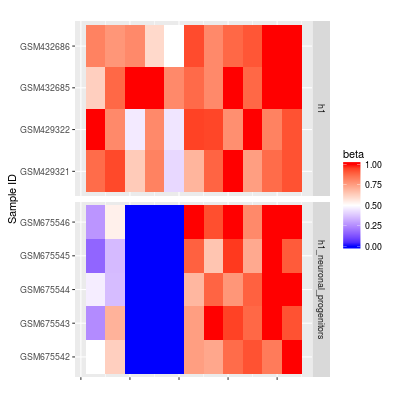 Sample ID
GSM432686
GSM432685
GSM429322
GSM429321
h1
GSM675546
GSM675545
GSM675544
GSM675543
GSM675542
h1_neuronal_progenitors
beta
1.00
0.75
0.50
0.25
0.00